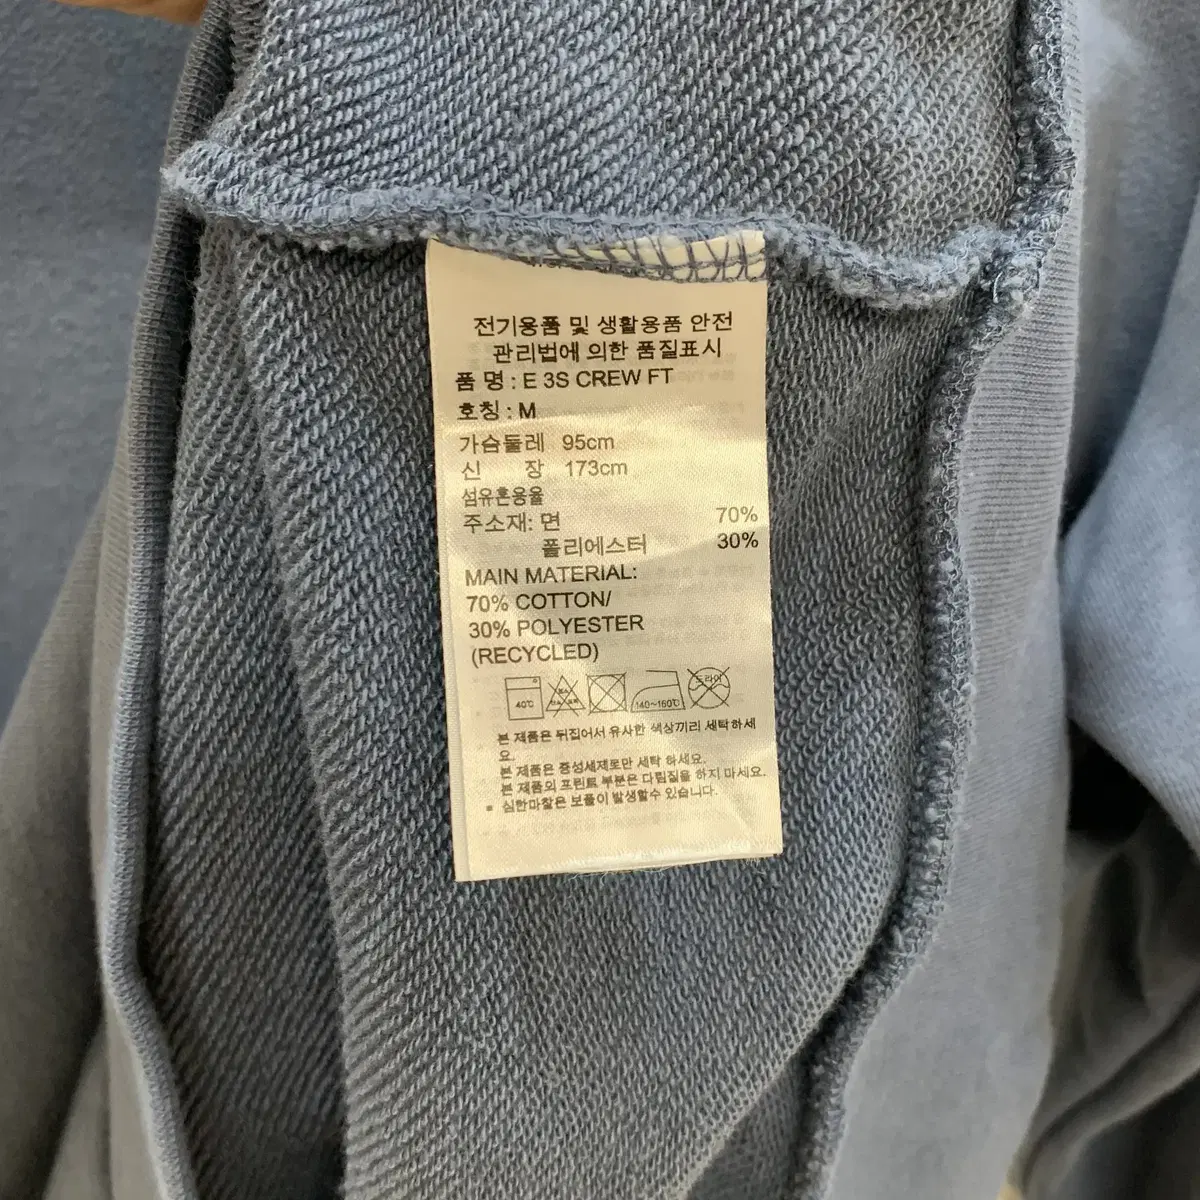 전기용품 및 생활용품 안전
관리법에 의한 품질표시
품 명 : E 3S CREW FT
호칭 : M
가슴둘레 95cm
신 장 173cm
섬유혼용율
주소재: 면 70%
폴리에스터 30%
MAIN MATERIAL:
70% COTTON/
30% POLYESTER
(RECYCLED)
40℃ 140~160℃ 드라이
본 제품은 뒤집어서 유사한 색상끼리 세탁하세
요.
본 제품은 중성세제로만 세탁 하세요.
본 제품의 프린트 부분은 다림질을 하지 마세요.
심한마찰은 보풀이 발생할수 있습니다.